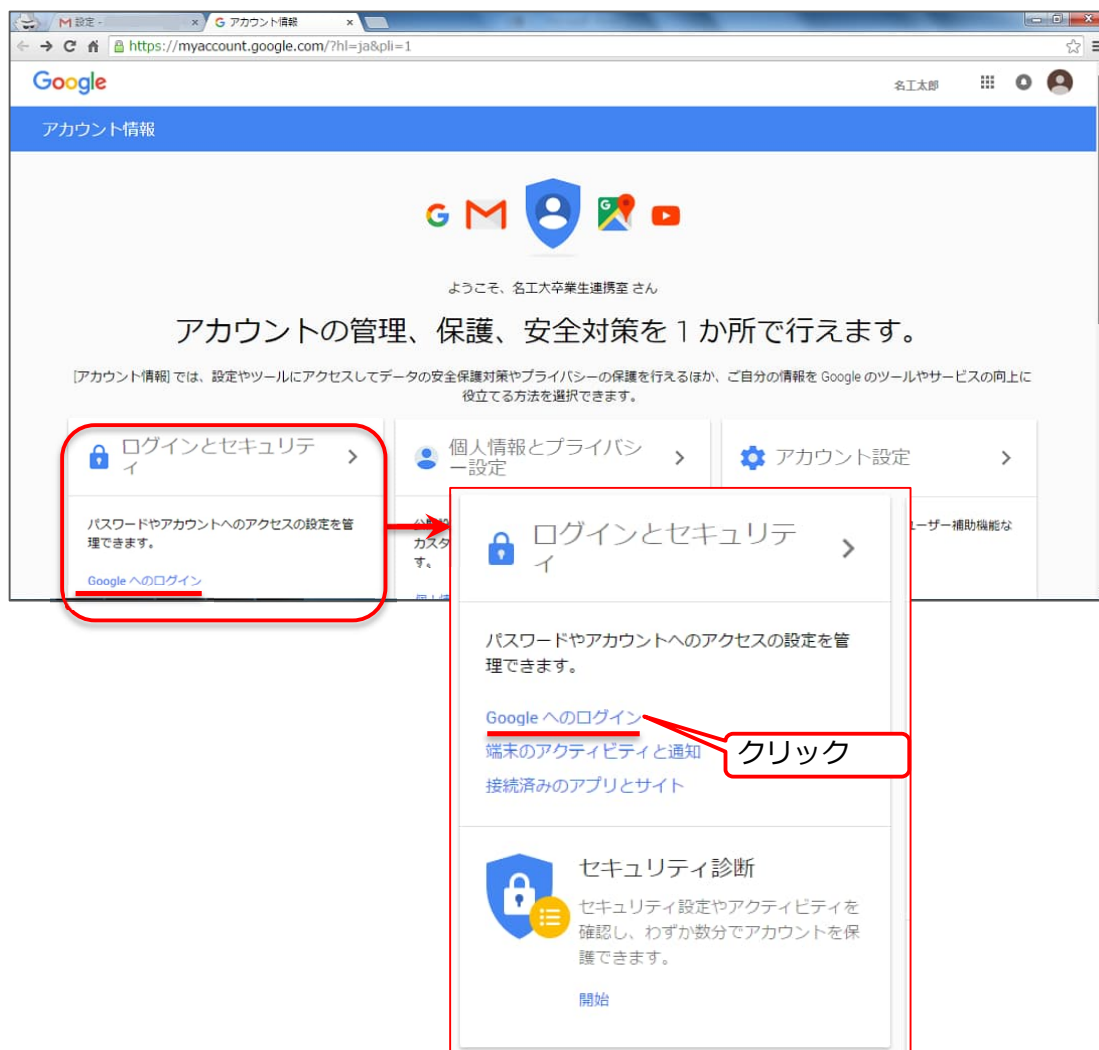 設定 -
アカウント情報
https://myaccount.google.com/?hl=ja&pli=1
Google
名工太郎
アカウント情報
ようこそ、名工大卒業生連携室 さん
アカウントの管理、保護、安全対策を 1 か所で行えます。
[アカウント情報] では、設定やツールにアクセスしてデータの安全保護対策やプライバシーの保護を行えるほか、ご自分の情報を Google のツールやサービスの向上に
役立てる方法を選択できます。
ログインとセキュリテ
ィ
個人情報とプライバシ
ー設定
アカウント設定
パスワードやアカウントへのアクセスの設定を管
理できます。
Google へのログイン
カスタ
す。
ーザー補助機能な
ログインとセキュリテ
ィ
パスワードやアカウントへのアクセスの設定を管
理できます。
Google へのログイン
クリック
端末のアクティビティと通知
接続済みのアプリとサイト
セキュリティ診断
セキュリティ設定やアクティビティを
確認し、わずか数分でアカウントを保
護できます。
開始